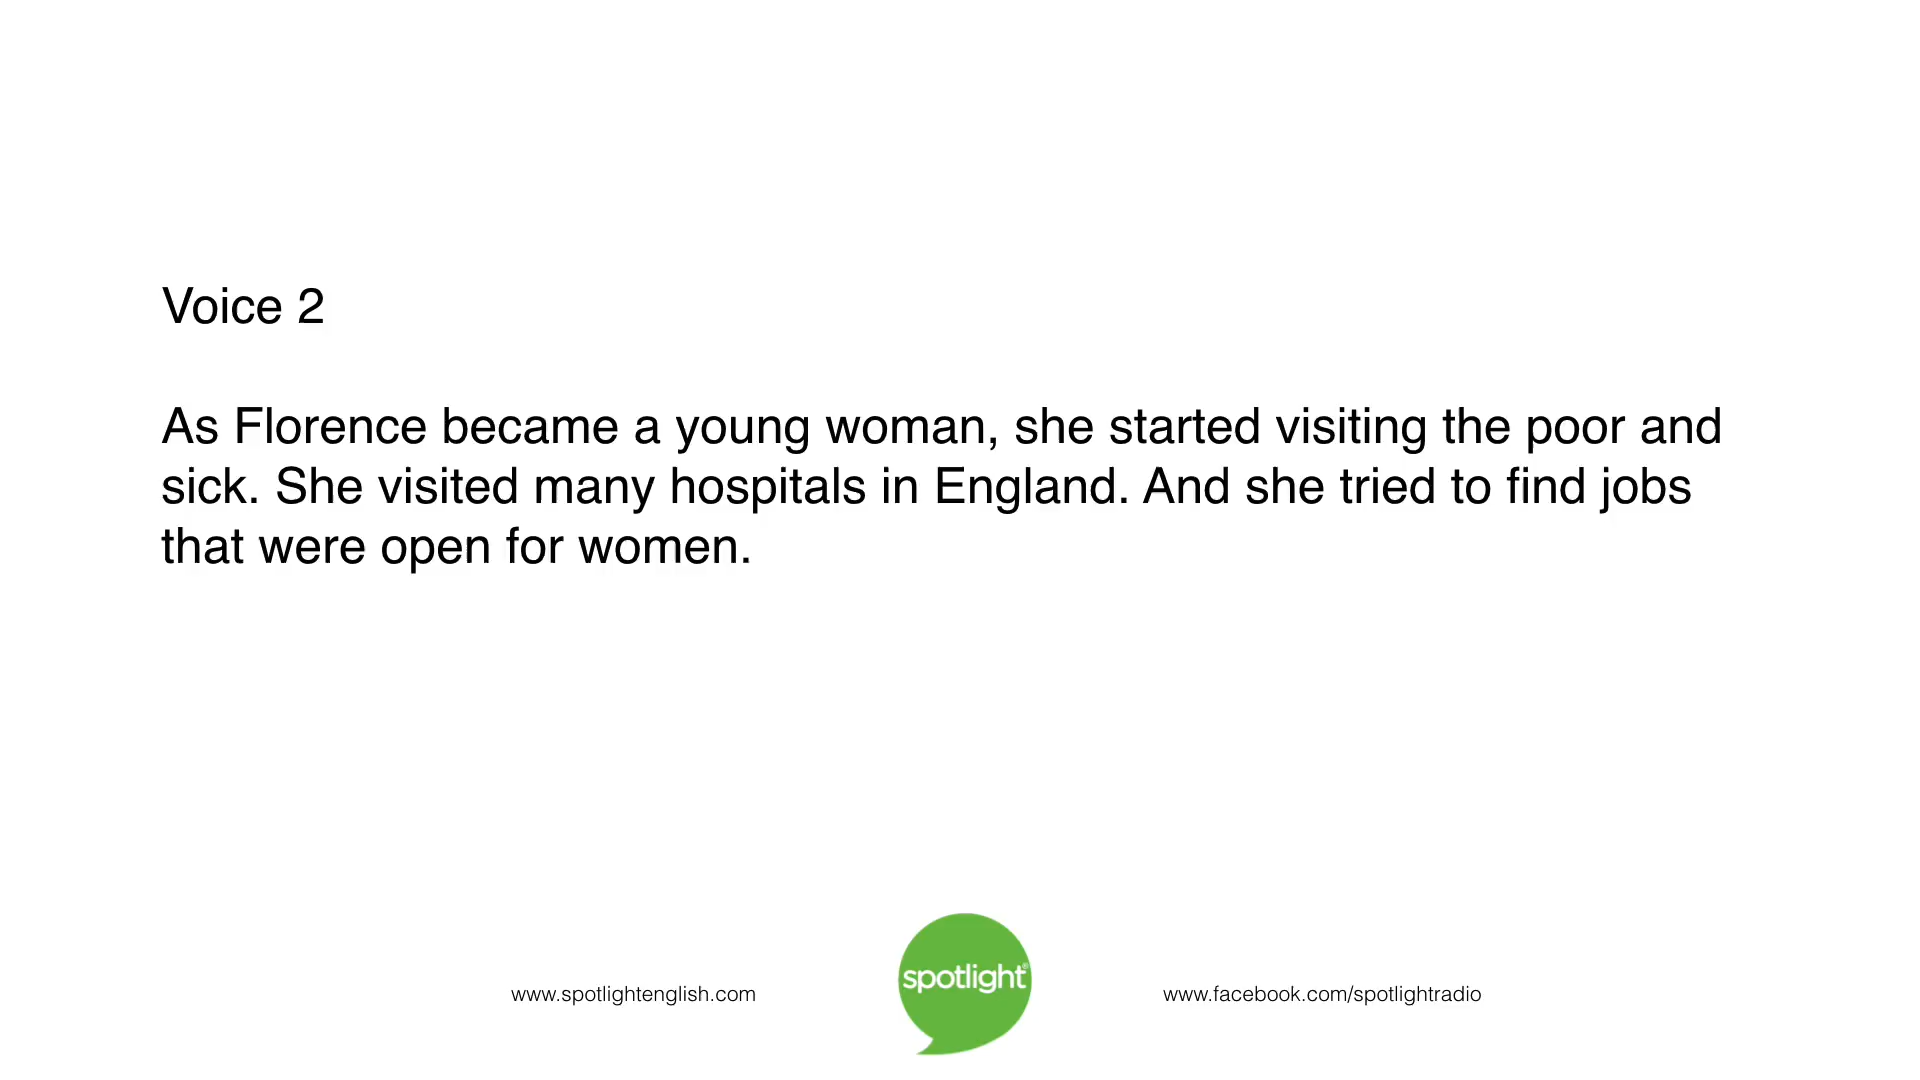 Voice 2
As Florence became a young woman, she started visiting the poor and
sick. She visited many hospitals in England. And she tried to find jobs
that were open for women.
spotlight®
www.spotlightenglish.com
www.facebook.com/spotlightradio